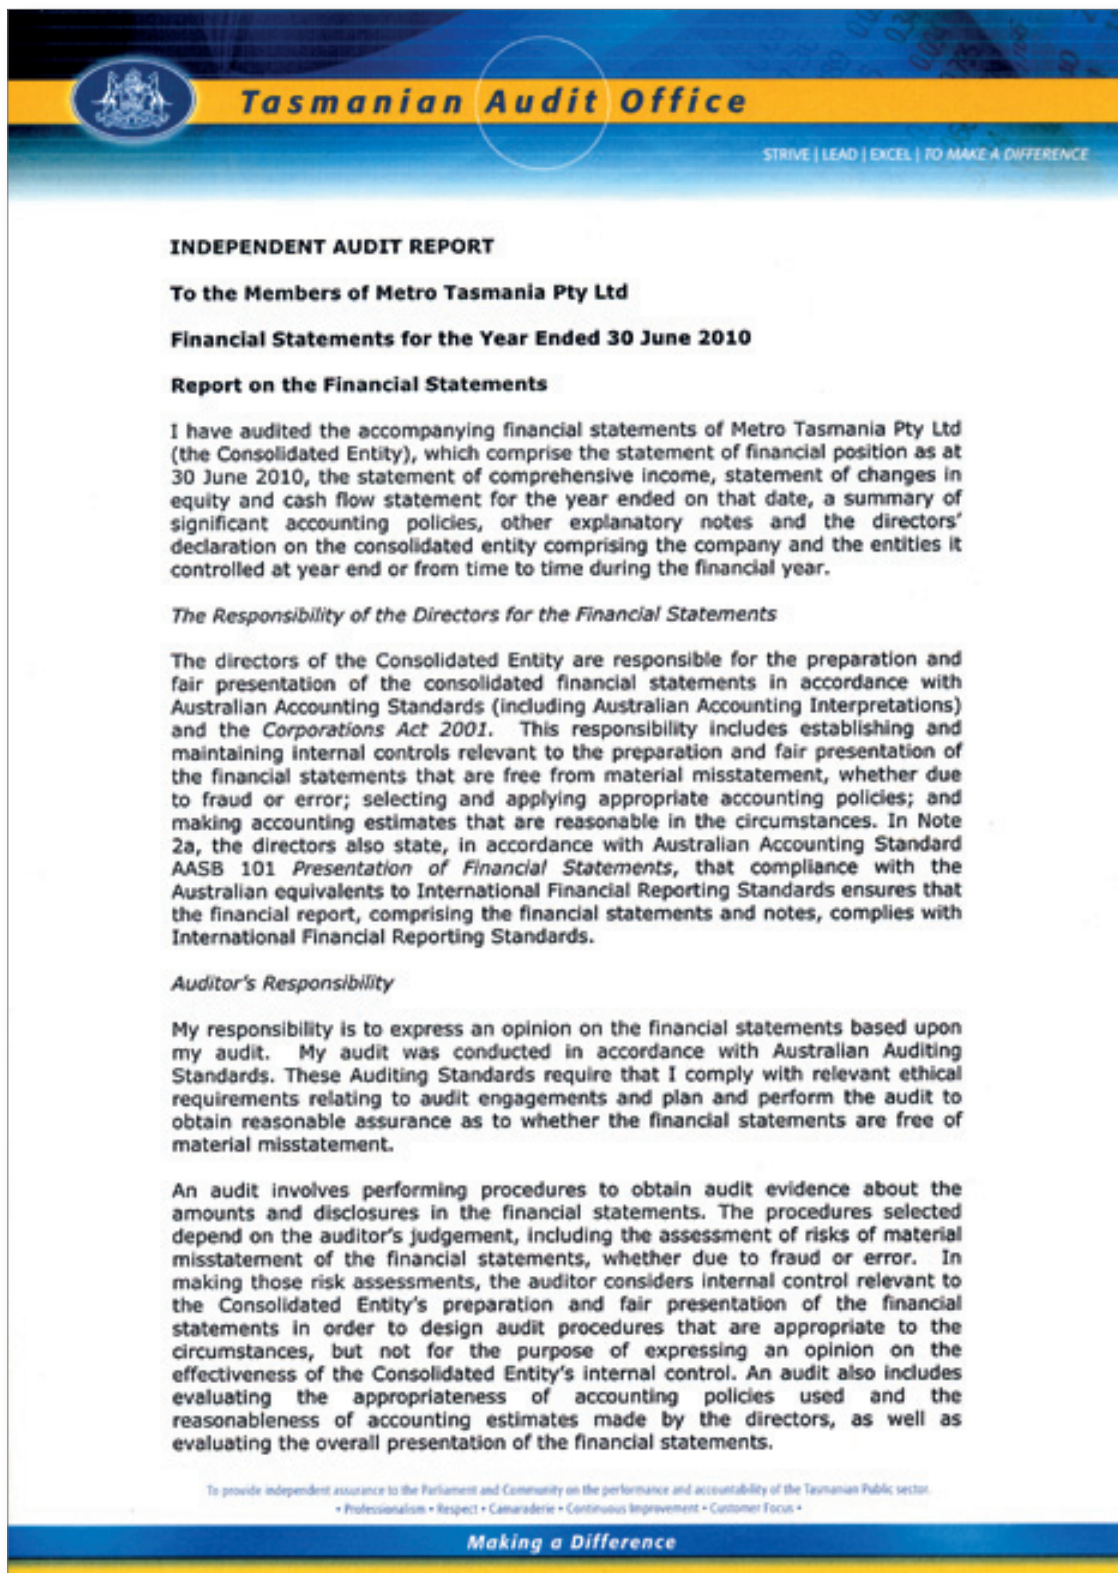 Tasmanian Audit Office
STRIVE | LEAD | EXCEL | TO MAKE A DIFFERENCE
INDEPENDENT AUDIT REPORT
To the Members of Metro Tasmania Pty Ltd
Financial Statements for the Year Ended 30 June 2010
Report on the Financial Statements
I have audited the accompanying financial statements of Metro Tasmania Pty Ltd
(the Consolidated Entity), which comprise the statement of financial position as at
30 June 2010, the statement of comprehensive income, statement of changes in
equity and cash flow statement for the year ended on that date, a summary of
significant accounting policies, other explanatory notes and the directors'
declaration on the consolidated entity comprising the company and the entities it
controlled at year end or from time to time during the financial year.
The Responsibility of the Directors for the Financial Statements
The directors of the Consolidated Entity are responsible for the preparation and
fair presentation of the consolidated financial statements in accordance with
Australian Accounting Standards (including Australian Accounting Interpretations)
and the Corporations Act 2001. This responsibility includes establishing and
maintaining internal controls relevant to the preparation and fair presentation of
the financial statements that are free from material misstatement, whether due
to fraud or error; selecting and applying appropriate accounting policies; and
making accounting estimates that are reasonable in the circumstances. In Note
2a, the directors also state, in accordance with Australian Accounting Standard
AASB 101 Presentation of Financial Statements, that compliance with the
Australian equivalents to International Financial Reporting Standards ensures that
the financial report, comprising the financial statements and notes, complies with
International Financial Reporting Standards.
Auditor's Responsibility
My responsibility is to express an opinion on the financial statements based upon
my audit. My audit was conducted in accordance with Australian Auditing
Standards. These Auditing Standards require that I comply with relevant ethical
requirements relating to audit engagements and plan and perform the audit to
obtain reasonable assurance as to whether the financial statements are free of
material misstatement.
An audit involves performing procedures to obtain audit evidence about the
amounts and disclosures in the financial statements. The procedures selected
depend on the auditor's judgement, including the assessment of risks of material
misstatement of the financial statements, whether due to fraud or error. In
making those risk assessments, the auditor considers internal control relevant to
the Consolidated Entity's preparation and fair presentation of the financial
statements in order to design audit procedures that are appropriate to the
circumstances, but not for the purpose of expressing an opinion on the
effectiveness of the Consolidated Entity's internal control. An audit also includes
evaluating the appropriateness of accounting policies used and the
reasonableness of accounting estimates made by the directors, as well as
evaluating the overall presentation of the financial statements.
To provide independent assurance to the Parliament and Community on the performance and accountability of the Tasmanian Public sector.
• Professionalism • Respect • Camaraderie • Continuous Improvement • Customer Focus •
Making a Difference